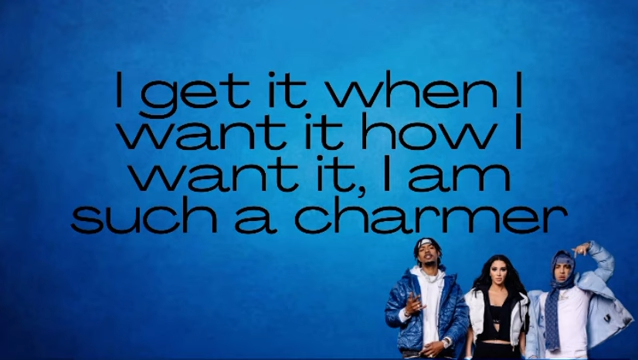 I get it when I
want it how I
want it, I am
such a charmer